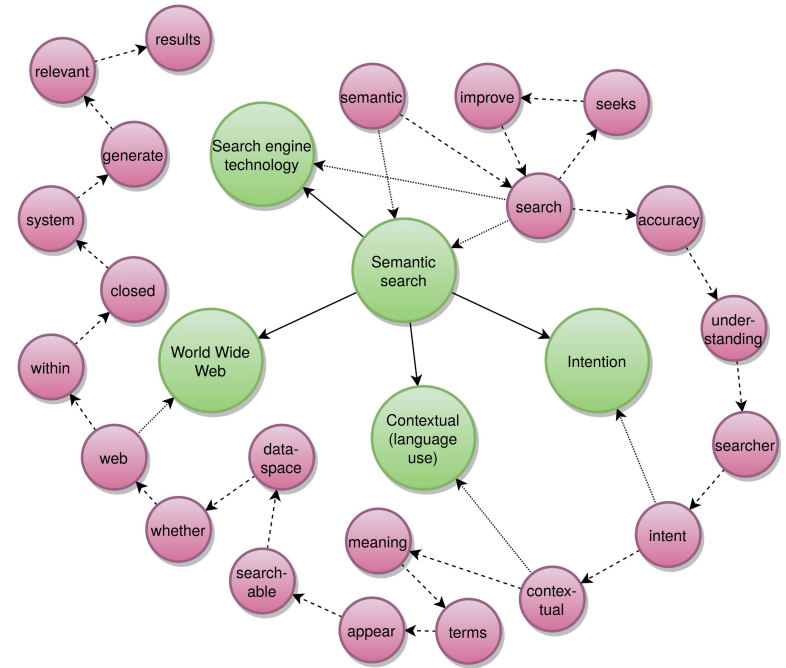 results
relevant
semantic
improve
seeks
Search engine
technology
generate
search
system
accuracy
Semantic
search
closed
under-
standing
World Wide
Web
Intention
within
Contextual
(language
use)
searcher
web
data-
space
whether
meaning
intent
search-
able
contex-
tual
appear
terms